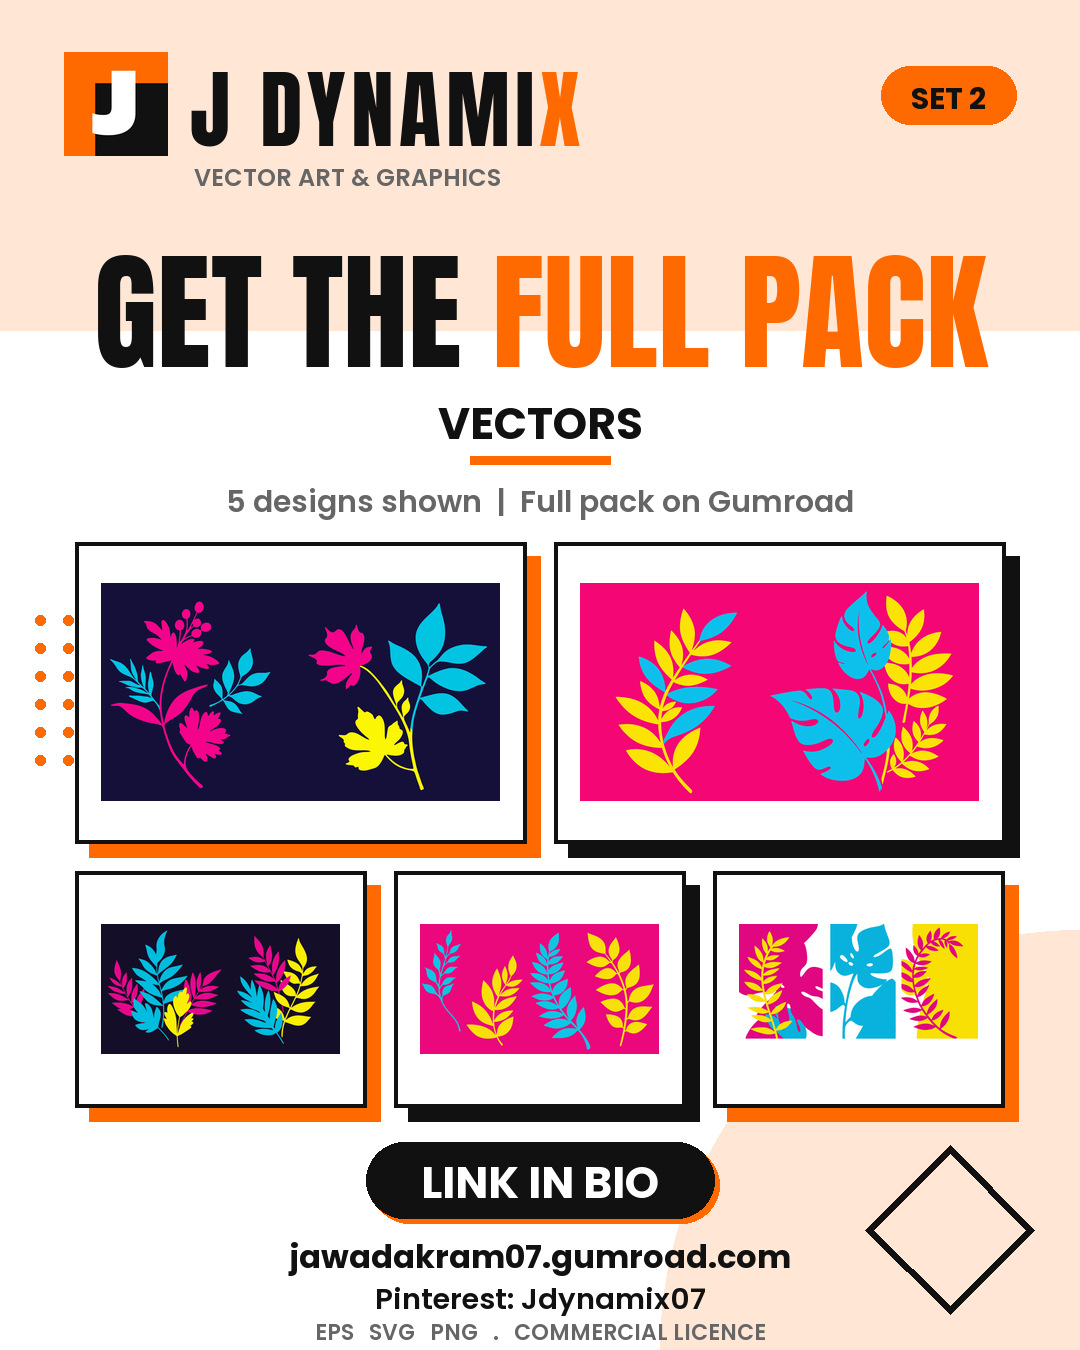 J
J DYNAMIX
VECTOR ART & GRAPHICS
SET 2
GET THE FULL PACK
VECTORS
5 designs shown | Full pack on Gumroad
LINK IN BIO
jawadakram07.gumroad.com
Pinterest: Jdynamix07
EPS SVG PNG . COMMERCIAL LICENCE